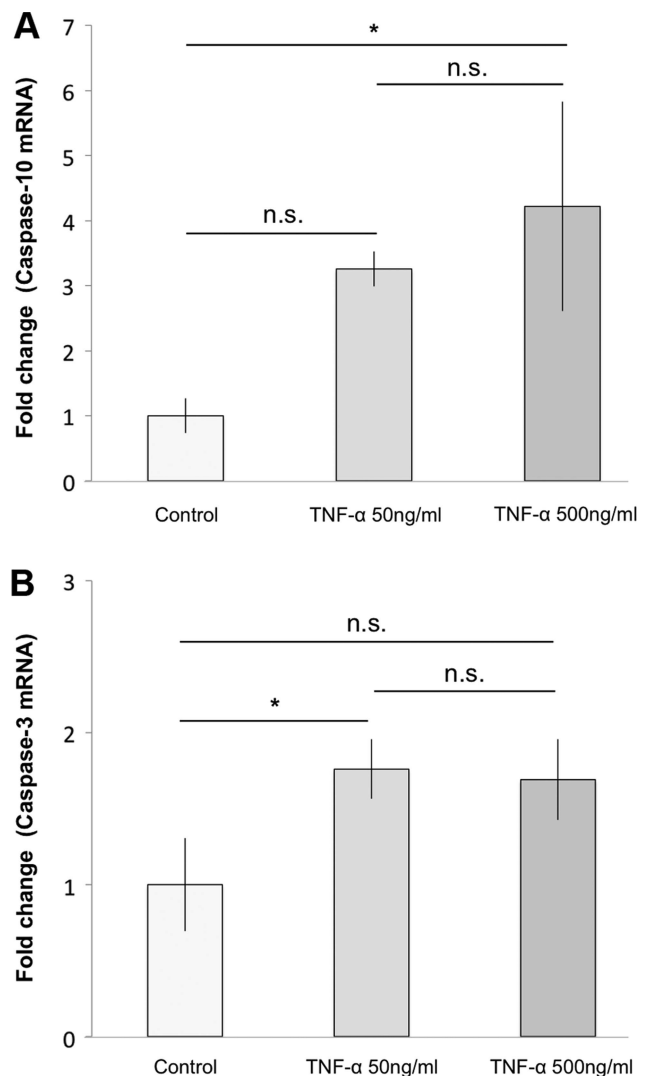 A
Fold change (Caspase-10 mRNA)
7
6
5
4
3
2
1
0
*
n.s.
n.s.
Control
TNF-α 50ng/ml
TNF-α 500ng/ml
B
Fold change (Caspase-3 mRNA)
3
2
1
0
n.s.
n.s.
*
Control
TNF-α 50ng/ml
TNF-α 500ng/ml